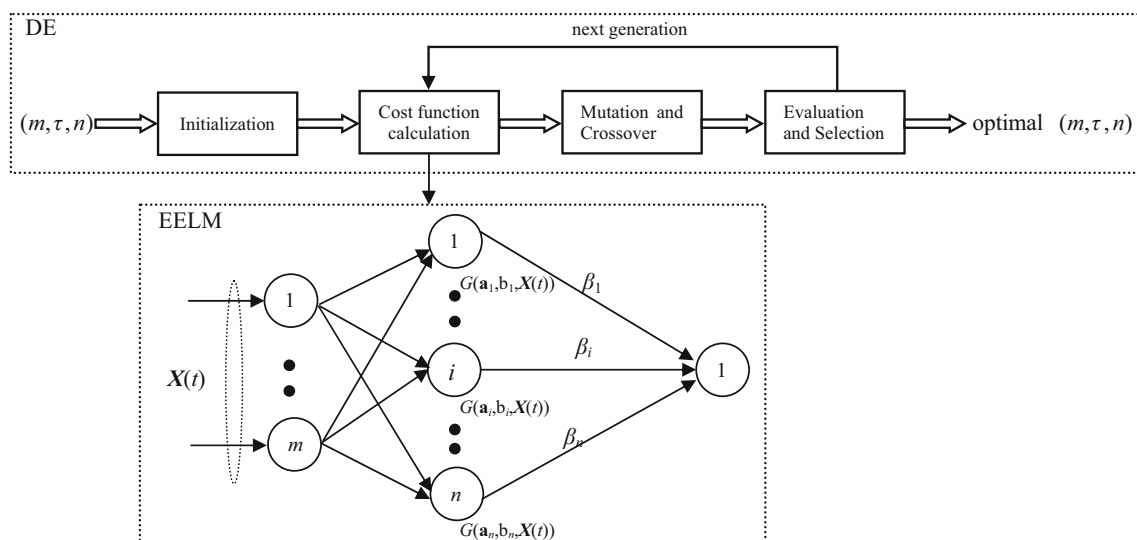 DE
next generation
(m, τ, n)
Initialization
Cost function
calculation
Mutation and
Crossover
Evaluation
and Selection
optimal (m, τ, n)
EELM
1
G(a₁,b₁,X(t))
β₁
1
X(t)
i
βᵢ
1
G(aᵢ,bᵢ,X(t))
m
βₙ
n
G(aₙ,bₙ,X(t))